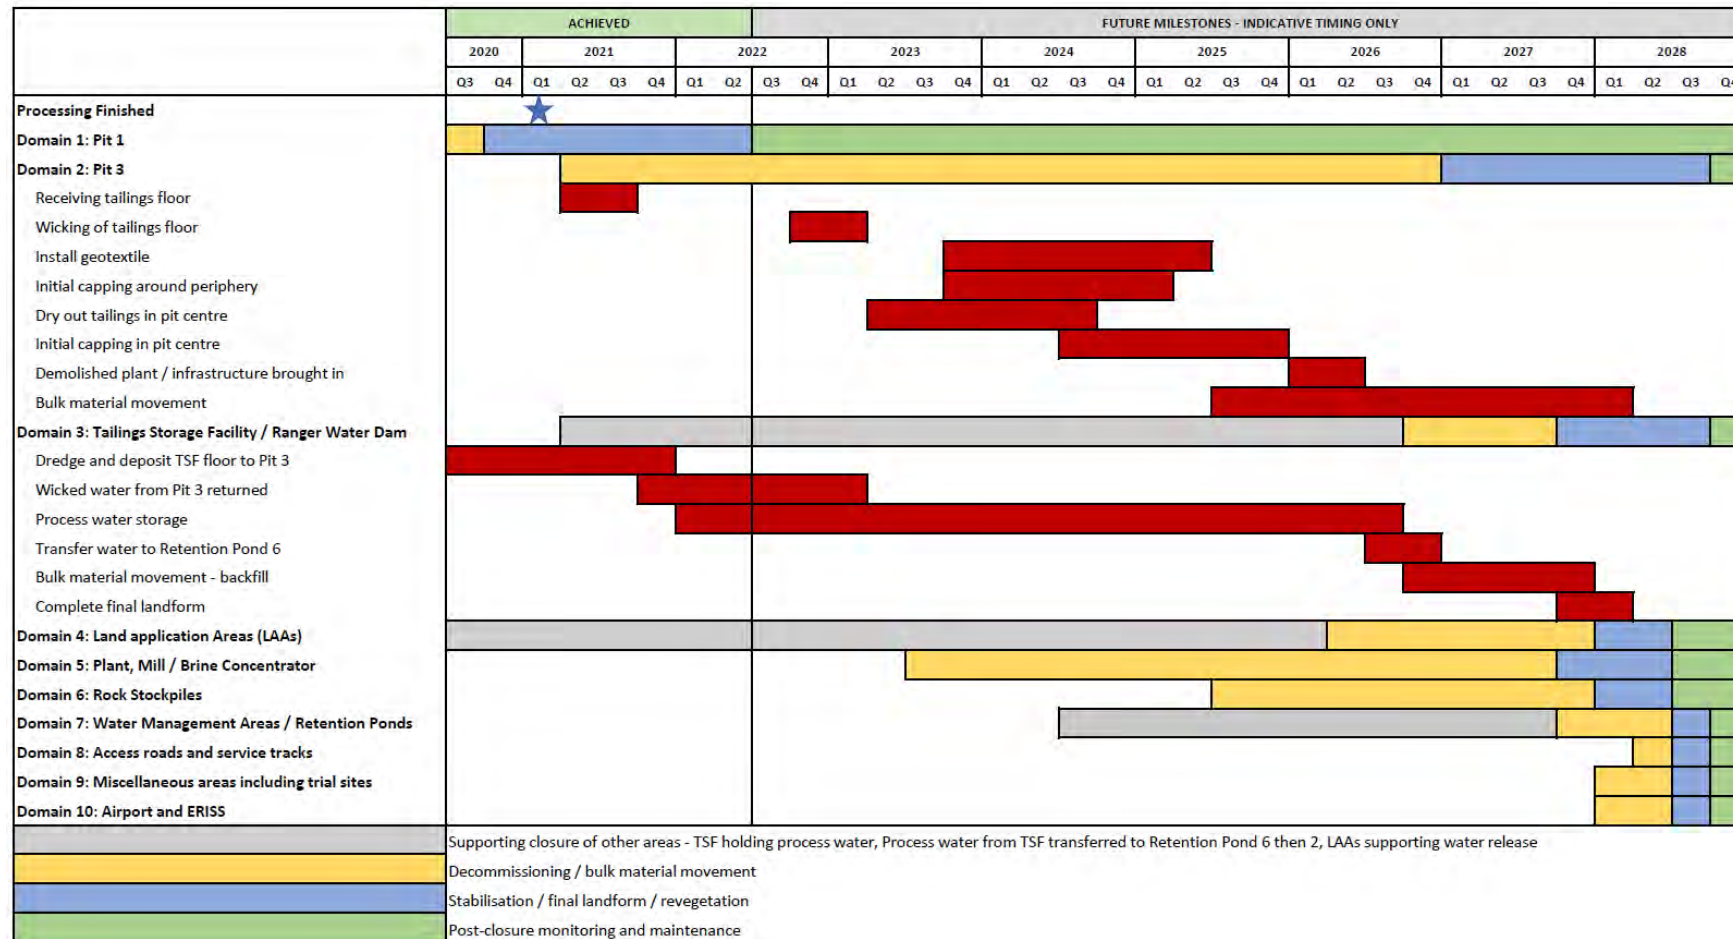 ACHIEVED FUTURE MILESTONES - INDICATIVE TIMING ONLY
2020 2021 2022 2023 2024 2025 2026 2027 2028
Q3 Q4 Q1 Q2 Q3 Q4 Q1 Q2 Q3 Q4 Q1 Q2 Q3 Q4 Q1 Q2 Q3 Q4 Q1 Q2 Q3 Q4 Q1 Q2 Q3 Q4 Q1 Q2 Q3 Q4 Q1 Q2 Q3 Q4
Processing Finished
Domain 1: Pit 1
Domain 2: Pit 3
Receiving tailings floor
Wicking of tailings floor
Install geotextile
Initial capping around periphery
Dry out tailings in pit centre
Initial capping in pit centre
Demolished plant / infrastructure brought in
Bulk material movement
Domain 3: Tailings Storage Facility / Ranger Water Dam
Dredge and deposit TSF floor to Pit 3
Wicked water from Pit 3 returned
Process water storage
Transfer water to Retention Pond 6
Bulk material movement - backfill
Complete final landform
Domain 4: Land application Areas (LAAs)
Domain 5: Plant, Mill / Brine Concentrator
Domain 6: Rock Stockpiles
Domain 7: Water Management Areas / Retention Ponds
Domain 8: Access roads and service tracks
Domain 9: Miscellaneous areas including trial sites
Domain 10: Airport and ERISS
Supporting closure of other areas - TSF holding process water, Process water from TSF transferred to Retention Pond 6 then 2, LAAs supporting water release
Decommissioning / bulk material movement
Stabilisation / final landform / revegetation
Post-closure monitoring and maintenance